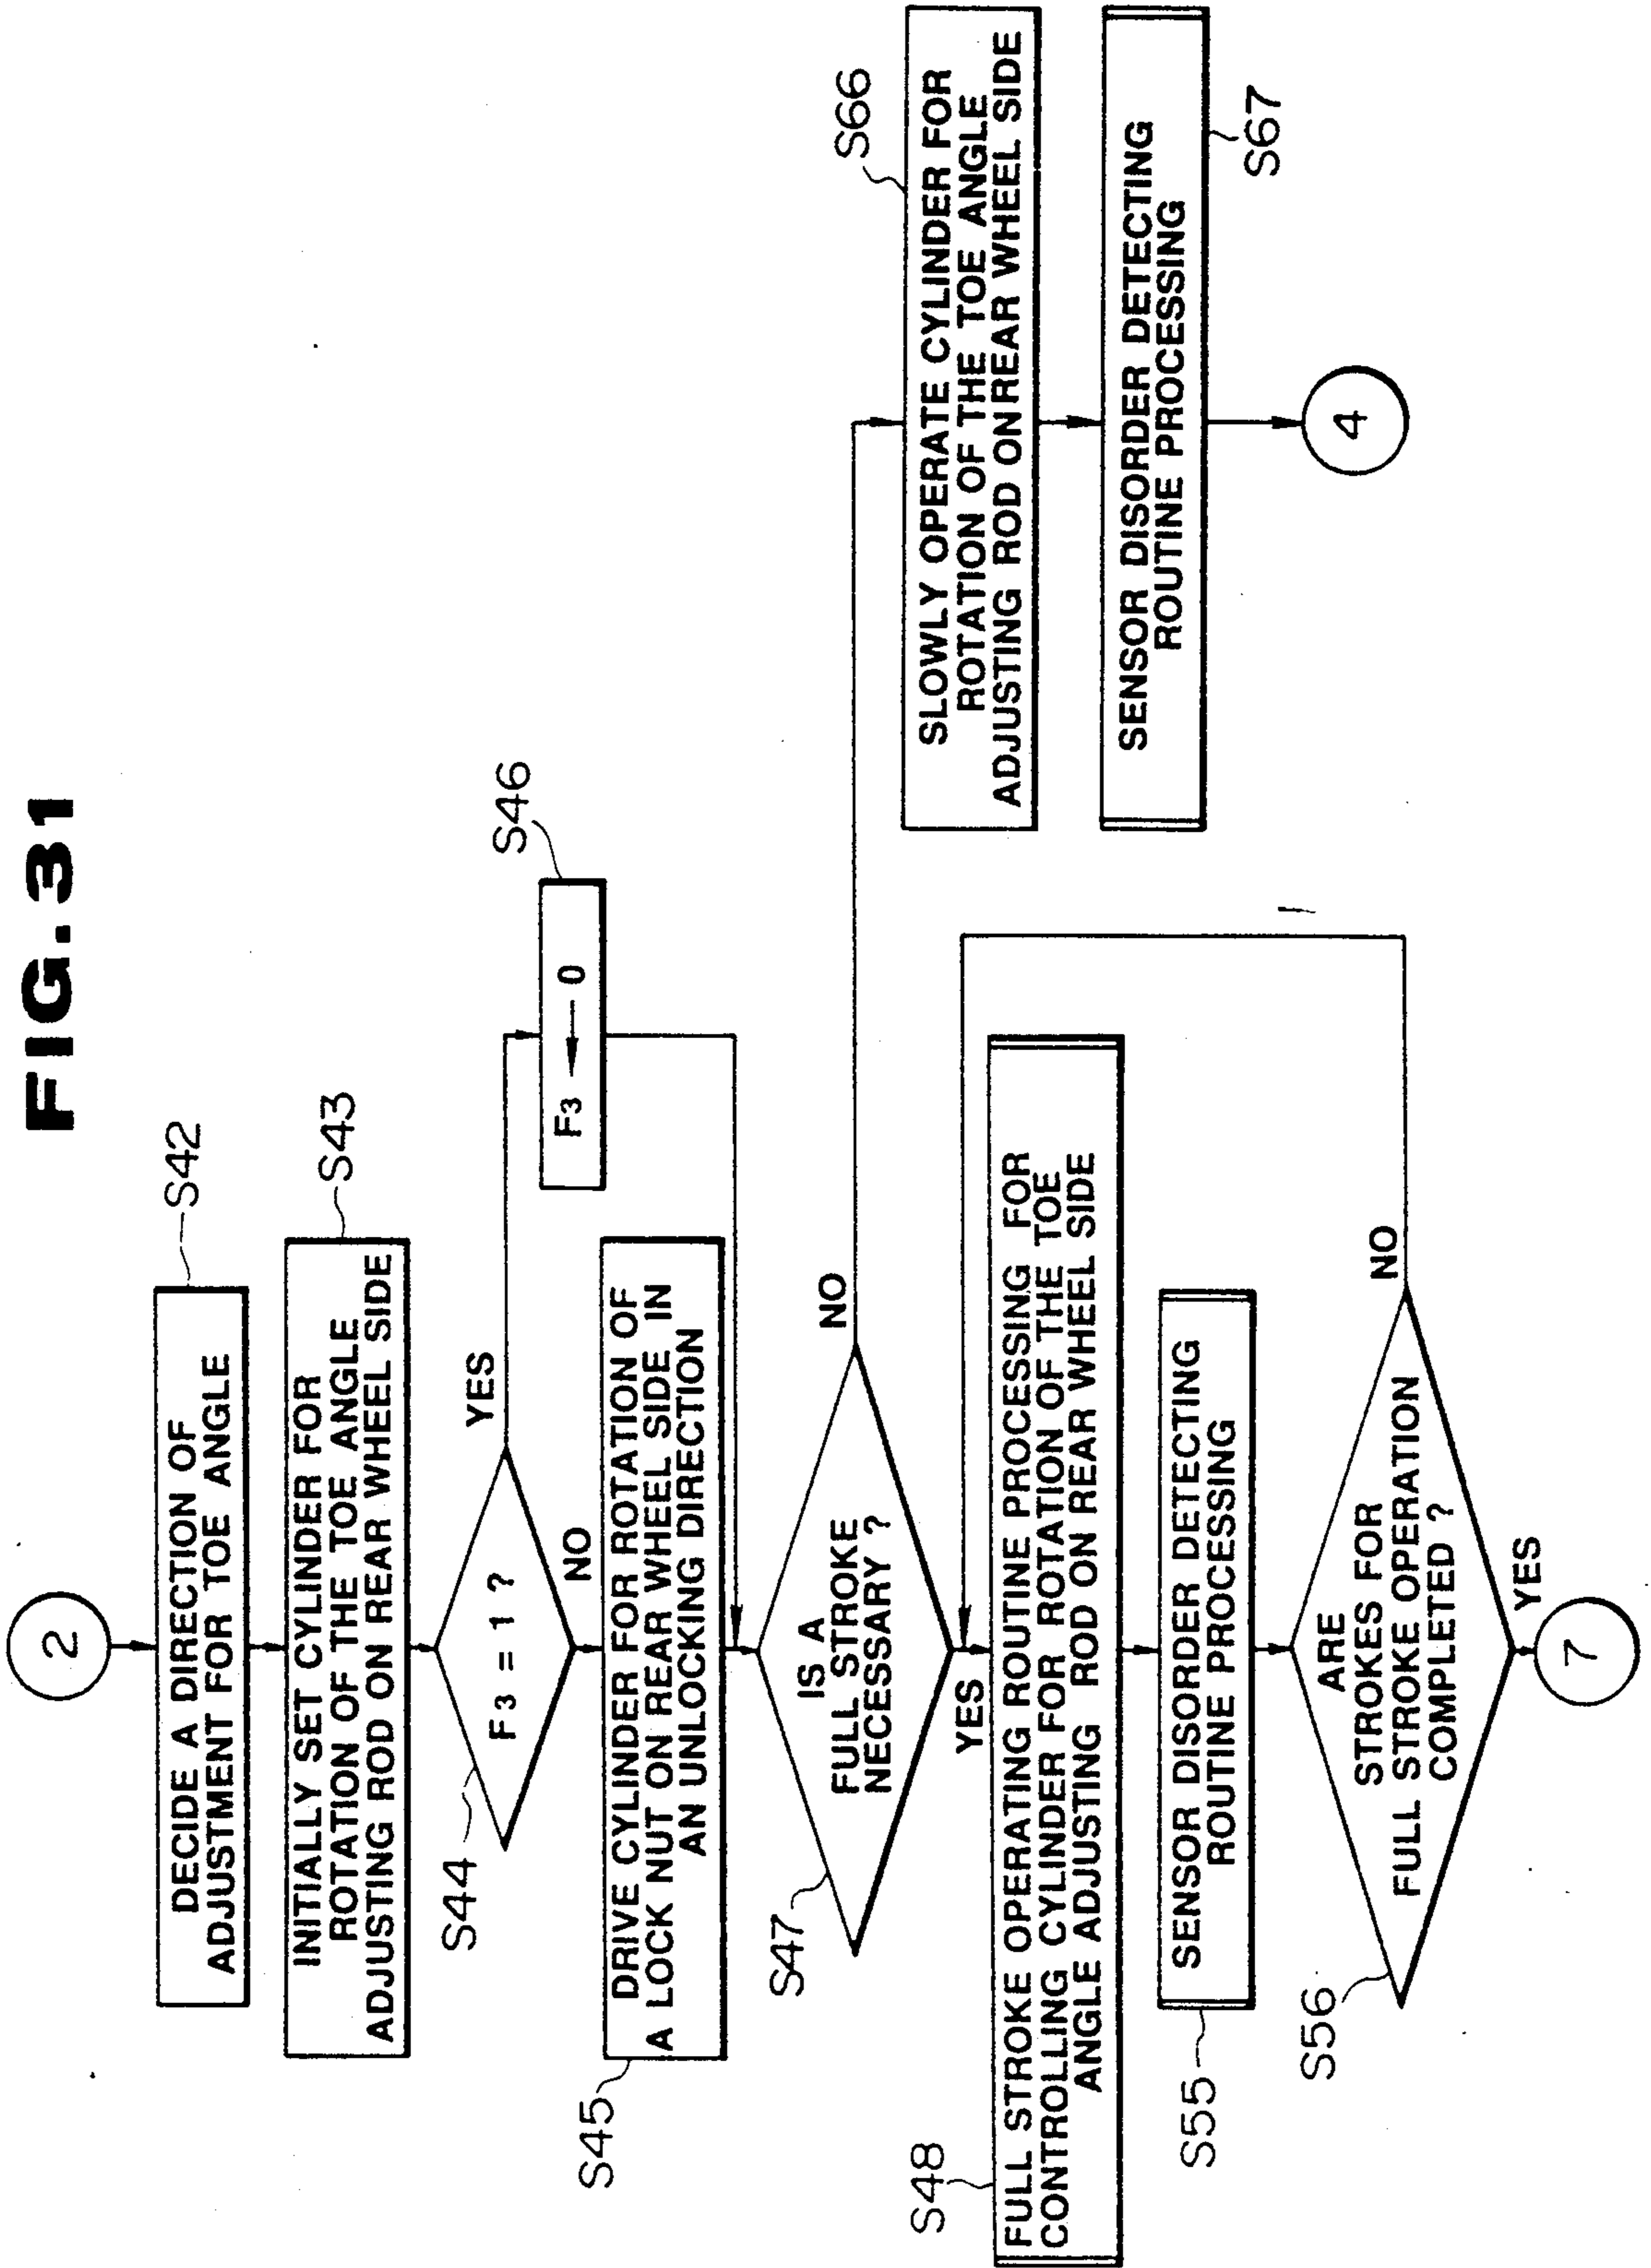 FIG.31
2
DECIDE A DIRECTION OF
ADJUSTMENT FOR TOE ANGLE
S42
INITIALLY SET CYLINDER FOR
ROTATION OF THE TOE ANGLE
ADJUSTING ROD ON REAR WHEEL SIDE
S43
S44
F3 = 1 ?
YES
NO
F3 ← 0
S46
S45
DRIVE CYLINDER FOR ROTATION OF
A LOCK NUT ON REAR WHEEL SIDE IN
AN UNLOCKING DIRECTION
S47
IS A
FULL STROKE
NECESSARY ?
NO
YES
S66
SLOWLY OPERATE CYLINDER FOR
ROTATION OF THE TOE ANGLE
ADJUSTING ROD ON REAR WHEEL SIDE
SENSOR DISORDER DETECTING
ROUTINE PROCESSING
S67
4
S48
FULL STROKE OPERATING ROUTINE PROCESSING FOR
CONTROLLING CYLINDER FOR ROTATION OF THE TOE
ANGLE ADJUSTING ROD ON REAR WHEEL SIDE
S55
SENSOR DISORDER DETECTING
ROUTINE PROCESSING
S56
ARE
STROKES FOR
FULL STROKE OPERATION
COMPLETED ?
NO
YES
7